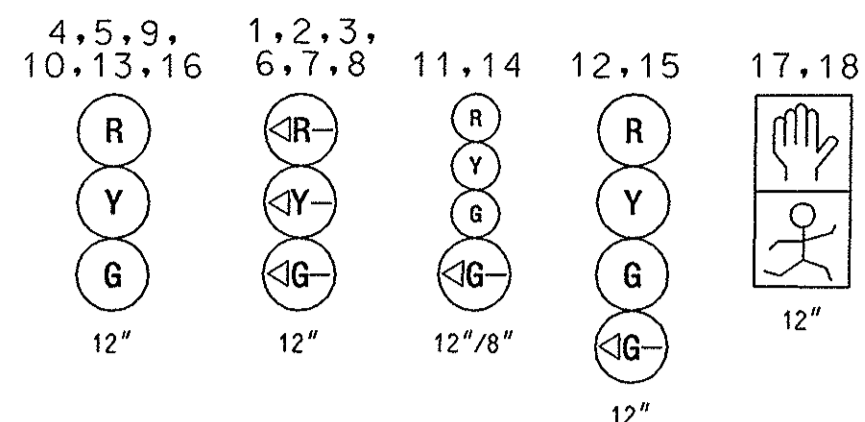 4,5,9,
10,13,16
R
Y
G
12"
1,2,3,
6,7,8
R
Y
G
12"
11,14
R
Y
G
G
12"/8"
12,15
R
Y
G
G
12"
17,18
12"